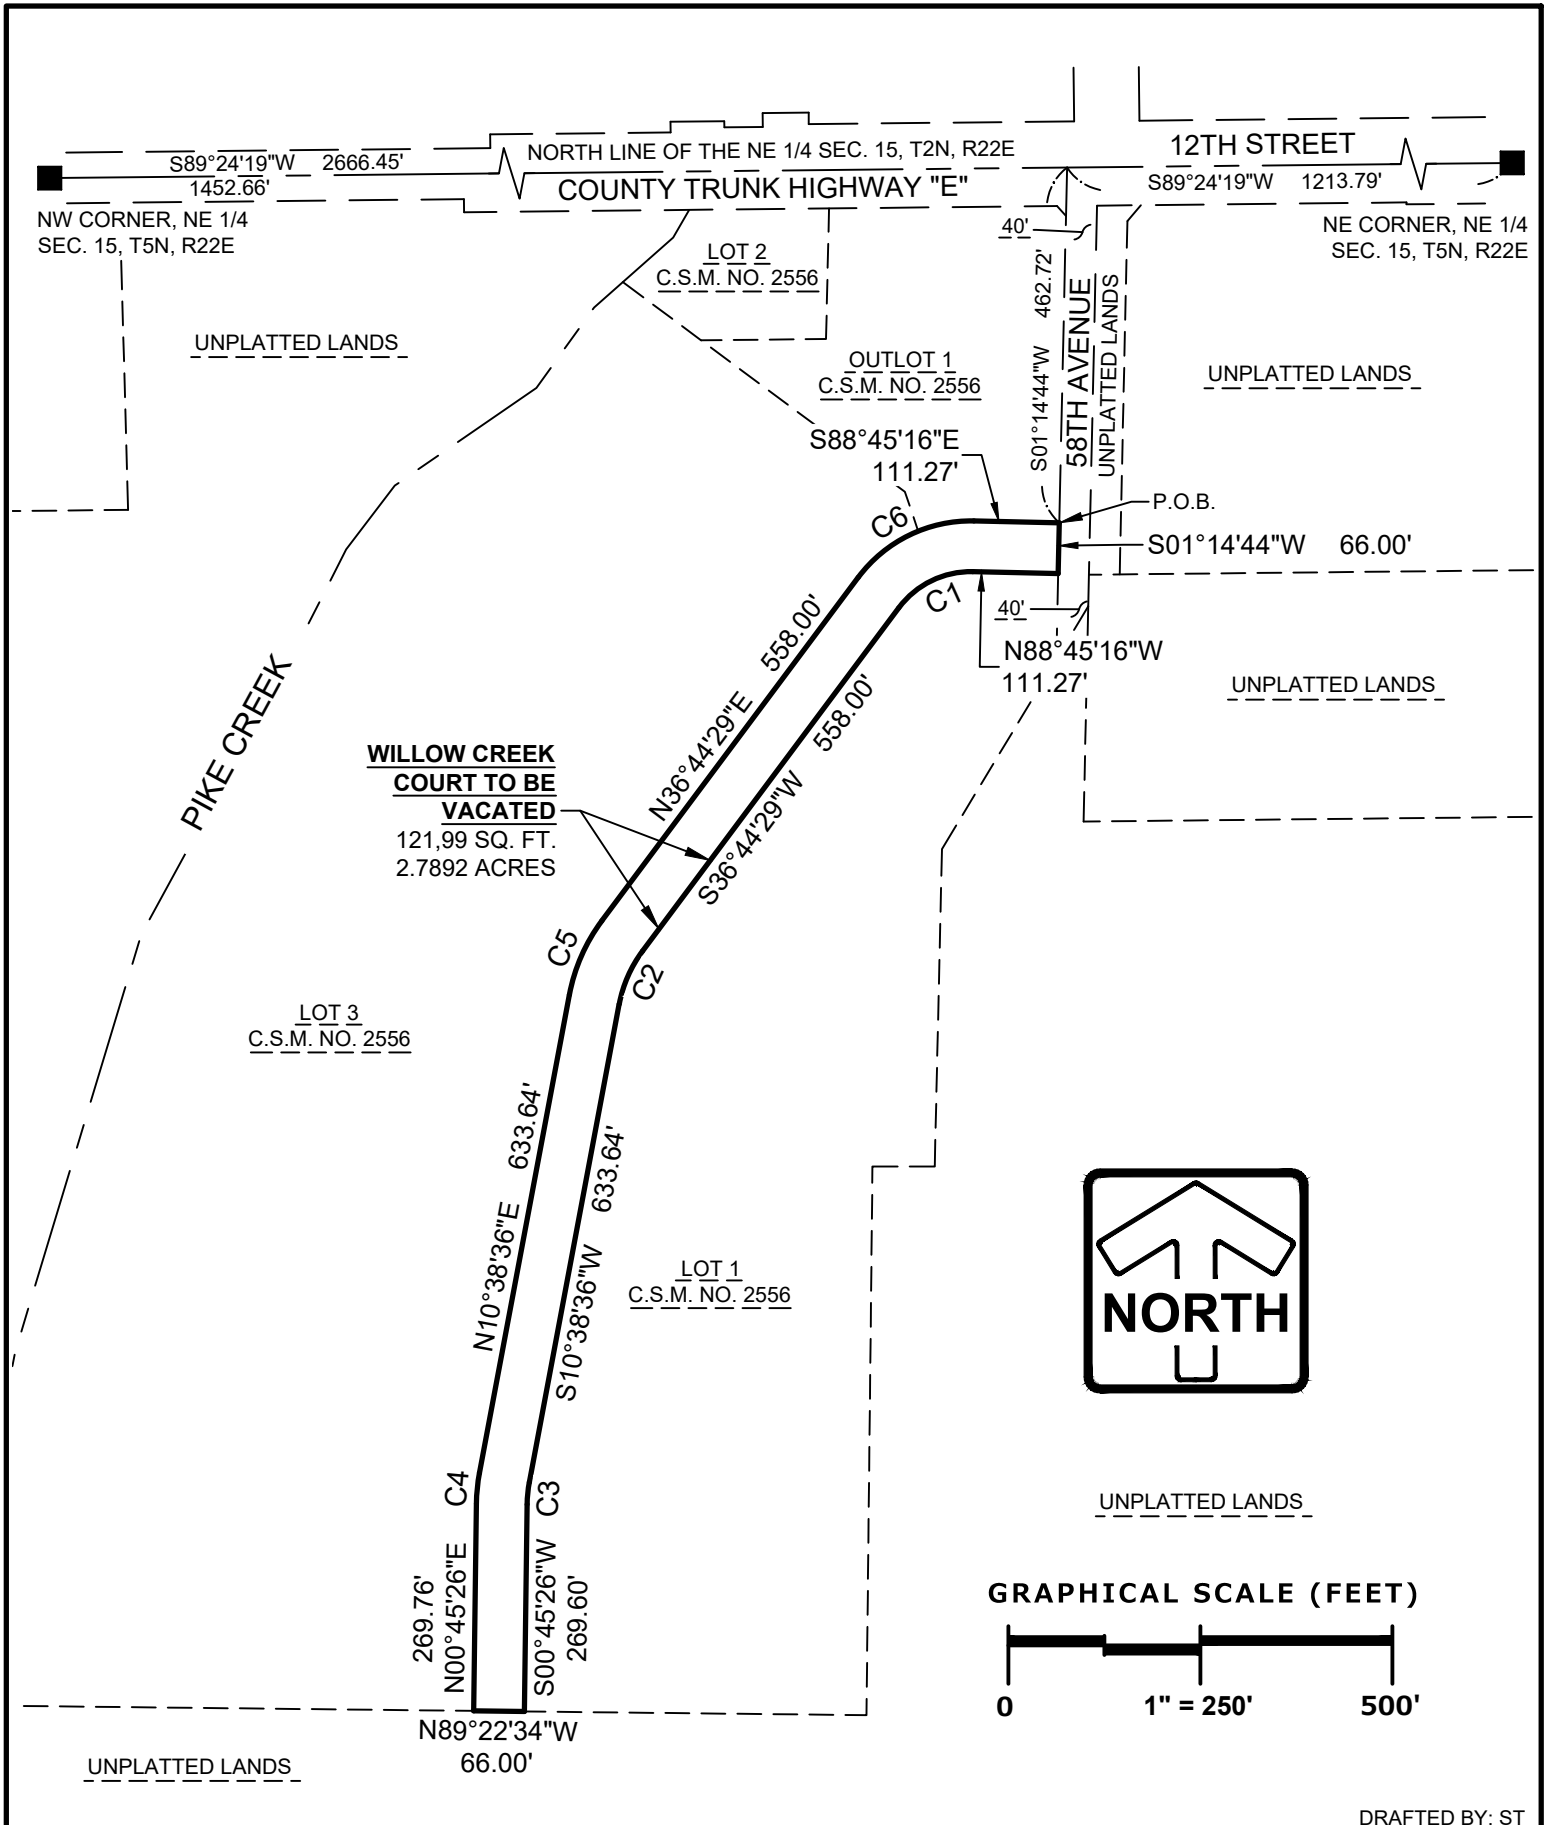 12TH STREET
NORTH LINE OF THE NE 1/4 SEC. 15, T2N, R22E
S89°24'19"W 2666.45'
1452.66'
COUNTY TRUNK HIGHWAY "E"
S89°24'19"W 1213.79'
NW CORNER, NE 1/4
SEC. 15, T5N, R22E
NE CORNER, NE 1/4
SEC. 15, T5N, R22E
40'
LOT 2
C.S.M. NO. 2556
S01°14'44"W 462.72'
58TH AVENUE
UNPLATTED LANDS
UNPLATTED LANDS
OUTLOT 1
C.S.M. NO. 2556
UNPLATTED LANDS
S88°45'16"E
111.27'
P.O.B.
C6
S01°14'44"W 66.00'
C1
40'
N88°45'16"W
111.27'
UNPLATTED LANDS
N36°44'29"E 558.00'
S36°44'29"W 558.00'
PIKE CREEK
WILLOW CREEK
COURT TO BE
VACATED
121,99 SQ. FT.
2.7892 ACRES
C5
C2
LOT 3
C.S.M. NO. 2556
N10°38'36"E 633.64'
S10°38'36"W 633.64'
LOT 1
C.S.M. NO. 2556
NORTH
C4
C3
UNPLATTED LANDS
N00°45'26"E
269.76'
S00°45'26"W
269.60'
GRAPHICAL SCALE (FEET)
0 1" = 250' 500'
N89°22'34"W
66.00'
UNPLATTED LANDS
DRAFTED BY: ST